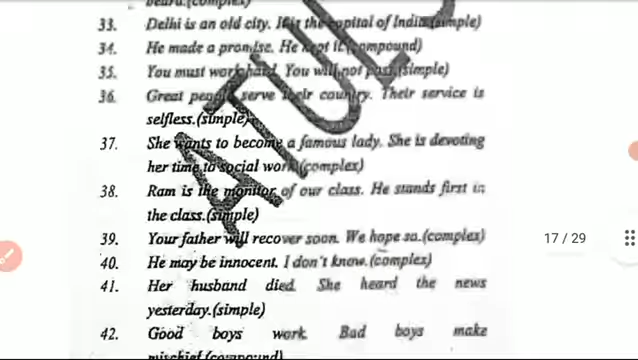 beard.(complex)
33. Delhi is an old city. It is the capital of India(simple)
34. He made a promise. He kept it.(compound)
35. You must work hard. You will not pass.(simple)
36. Great people serve their country. Their service is
selfless.(simple)
37. She wants to become a famous lady. She is devoting
her time to social work(complex)
38. Ram is the monitor of our class. He stands first in
the class.(simple)
39. Your father will recover soon. We hope so.(complex)
40. He may be innocent. I don't know.(complex)
41. Her husband died. She heard the news
yesterday.(simple)
42. Good boys work. Bad boys make
mischief.(compound)
17 / 29
ATUL